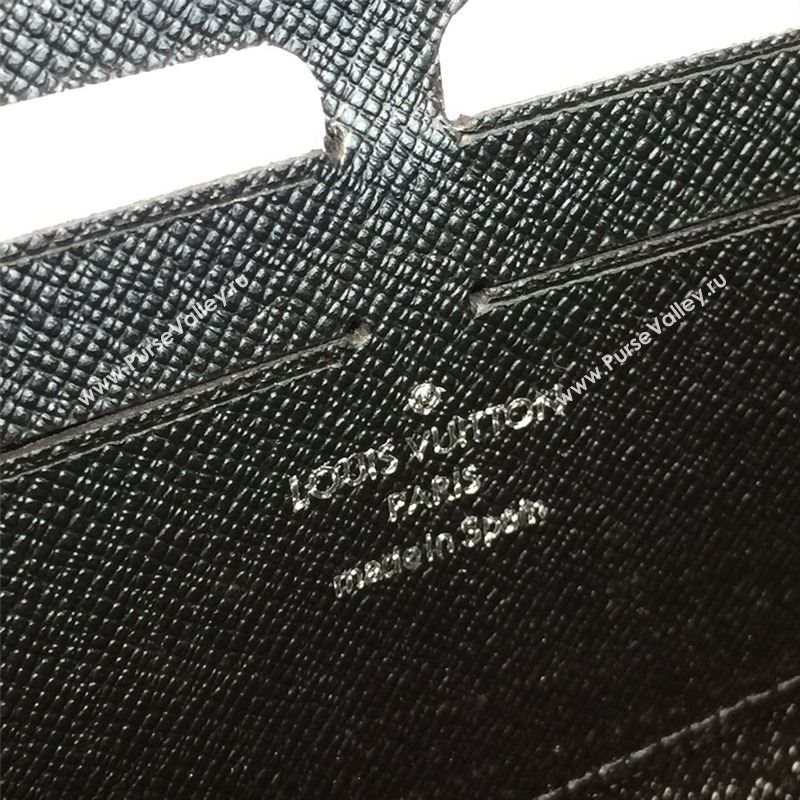 © www.PurseValley.ru
© www.PurseValley.ru
LOUIS VUITTON
PARIS
made in Spain